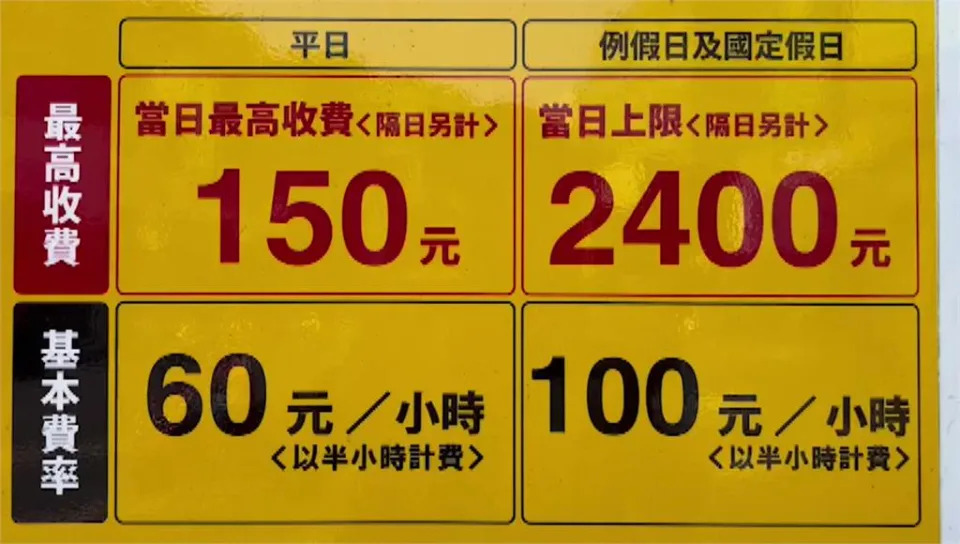 平日
例假日及國定假日
最高收費
當日最高收費<隔日另計>
150元
當日上限<隔日另計>
2400元
基本費率
60元／小時
<以半小時計費>
100元／小時
<以半小時計費>